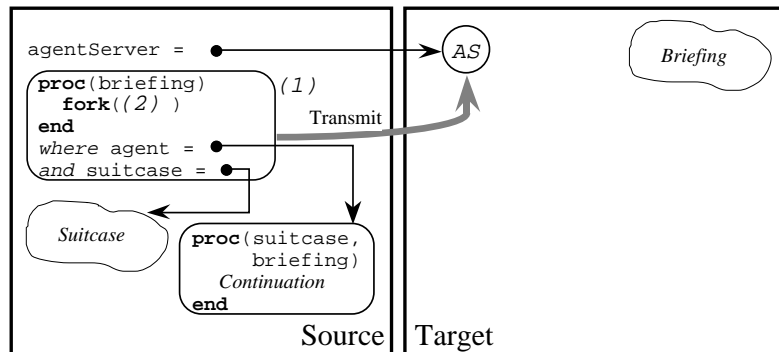 agentServer =
AS
Briefing
proc(briefing)
fork((2) )
end
where agent =
and suitcase =
(1)
Transmit
Suitcase
proc(suitcase,
briefing)
Continuation
end
Source
Target